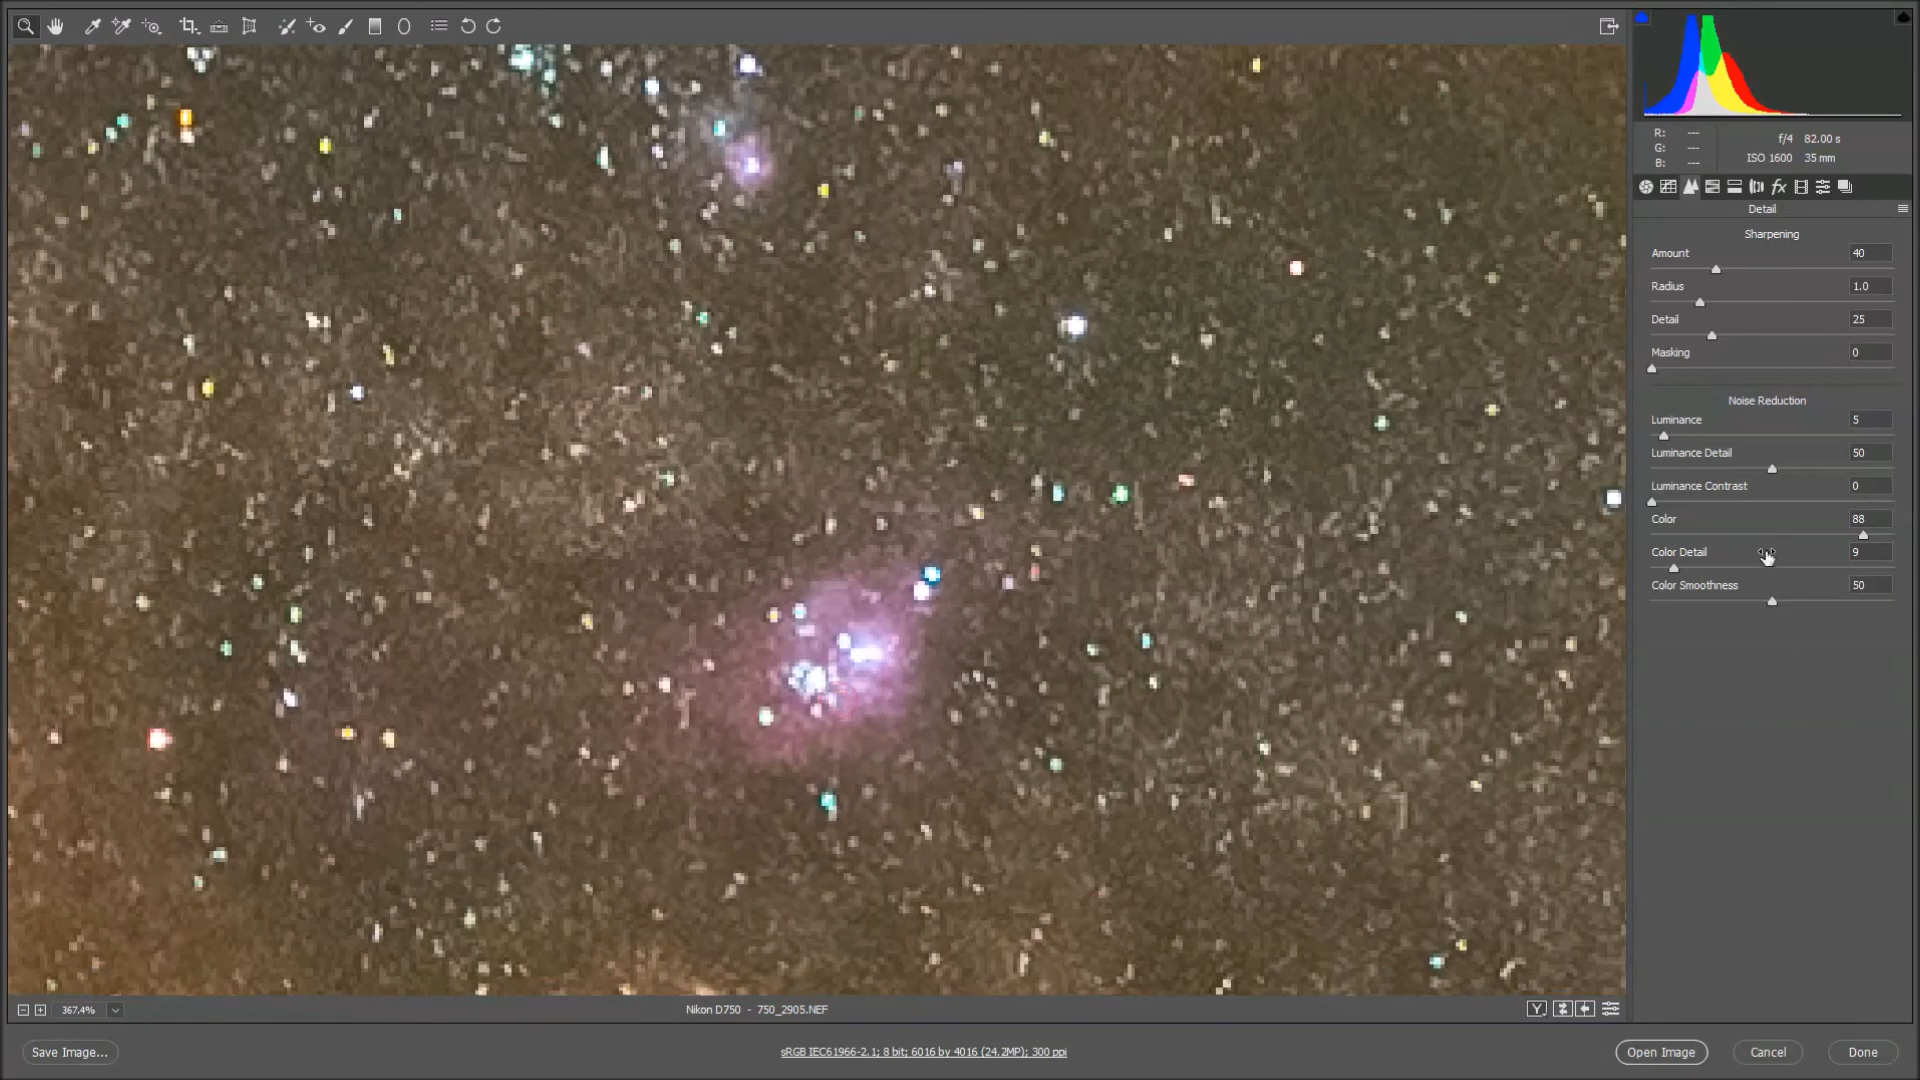 R: ---
G: ---
B: ---
f/4 82.00 s
ISO 1600 35 mm
fx
Detail
Sharpening
Amount 40
Radius 1.0
Detail 25
Masking 0
Noise Reduction
Luminance 5
Luminance Detail 50
Luminance Contrast 0
Color 88
Color Detail 9
Color Smoothness 50
367.4% Nikon D750 - 750_2905.NEF Y
Save Image... sRGB IEC61966-2.1; 8 bit; 6016 by 4016 (24.2MP); 300 ppi Open Image Cancel Done